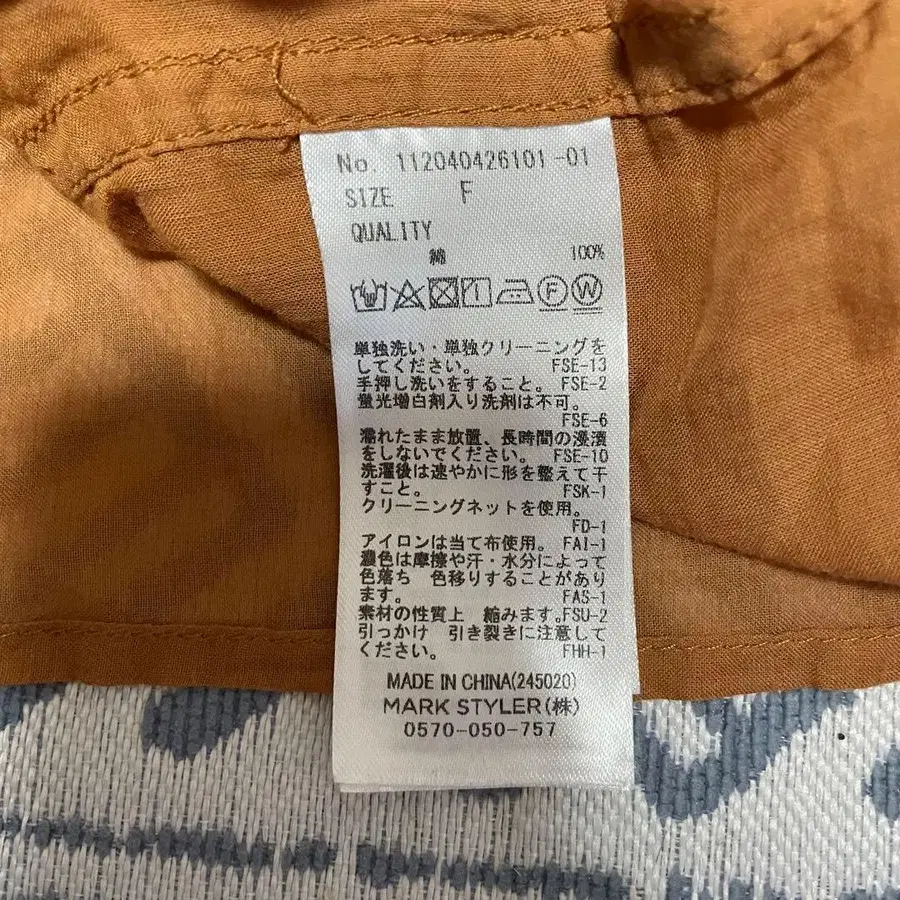 No. 112040426101-01
SIZE F
QUALITY
綿 100%
F W
単独洗い・単独クリーニングを
してください。 FSE-13
手押し洗いをすること。 FSE-2
蛍光増白剤入り洗剤は不可。
FSE-6
濡れたまま放置、長時間の浸漬
をしないでください。 FSE-10
洗濯後は速やかに形を整えて干
すこと。 FSK-1
クリーニングネットを使用。
FD-1
アイロンは当て布使用。 FAI-1
濃色は摩擦や汗・水分によって
色落ち 色移りすることがあり
ます。 FAS-1
素材の性質上 縮みます。FSU-2
引っかけ 引き裂きに注意して
ください。 FHH-1
MADE IN CHINA(245020)
MARK STYLER(株)
0570-050-757